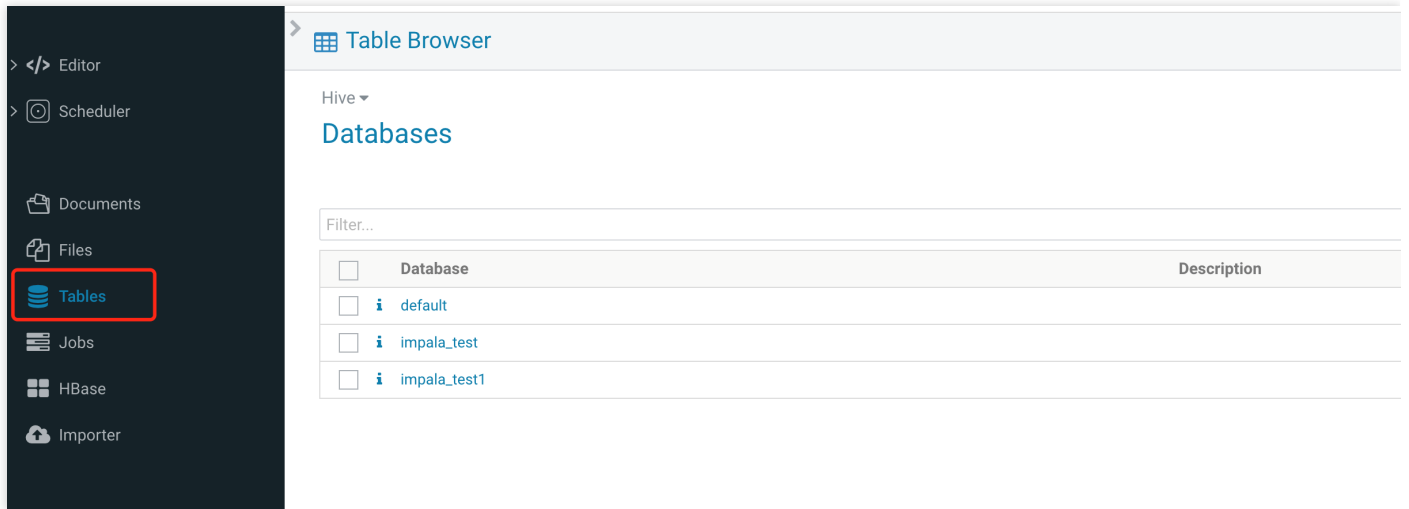 Editor
Scheduler
Documents
Files
Tables
Jobs
HBase
Importer
Table Browser
Hive
Databases
Filter...
Database Description
default
impala_test
impala_test1